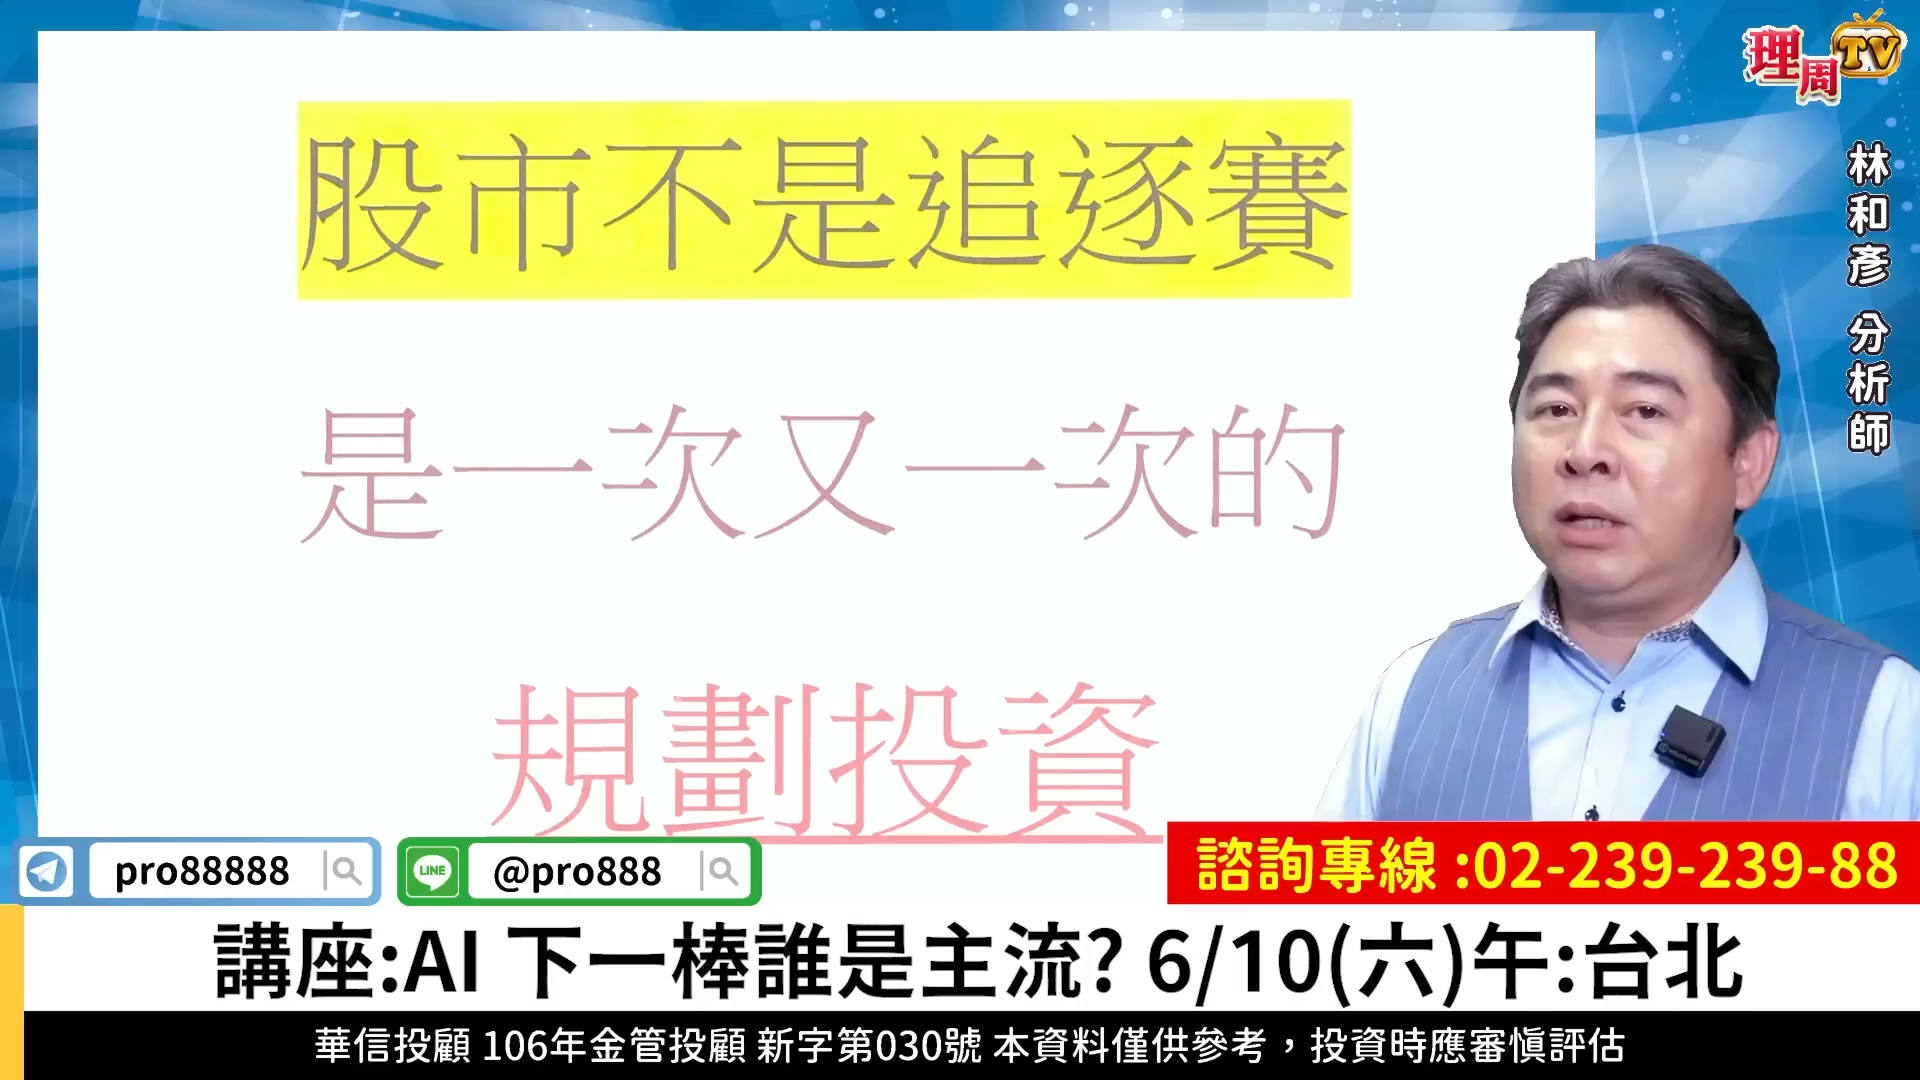 理周TV
林和彥 分析師
股市不是追逐賽
是一次又一次的
規劃投資
pro88888
LINE
@pro888
諮詢專線 :02-239-239-88
講座:AI 下一棒誰是主流? 6/10(六)午:台北
華信投顧 106年金管投顧 新字第030號 本資料僅供參考，投資時應審慎評估